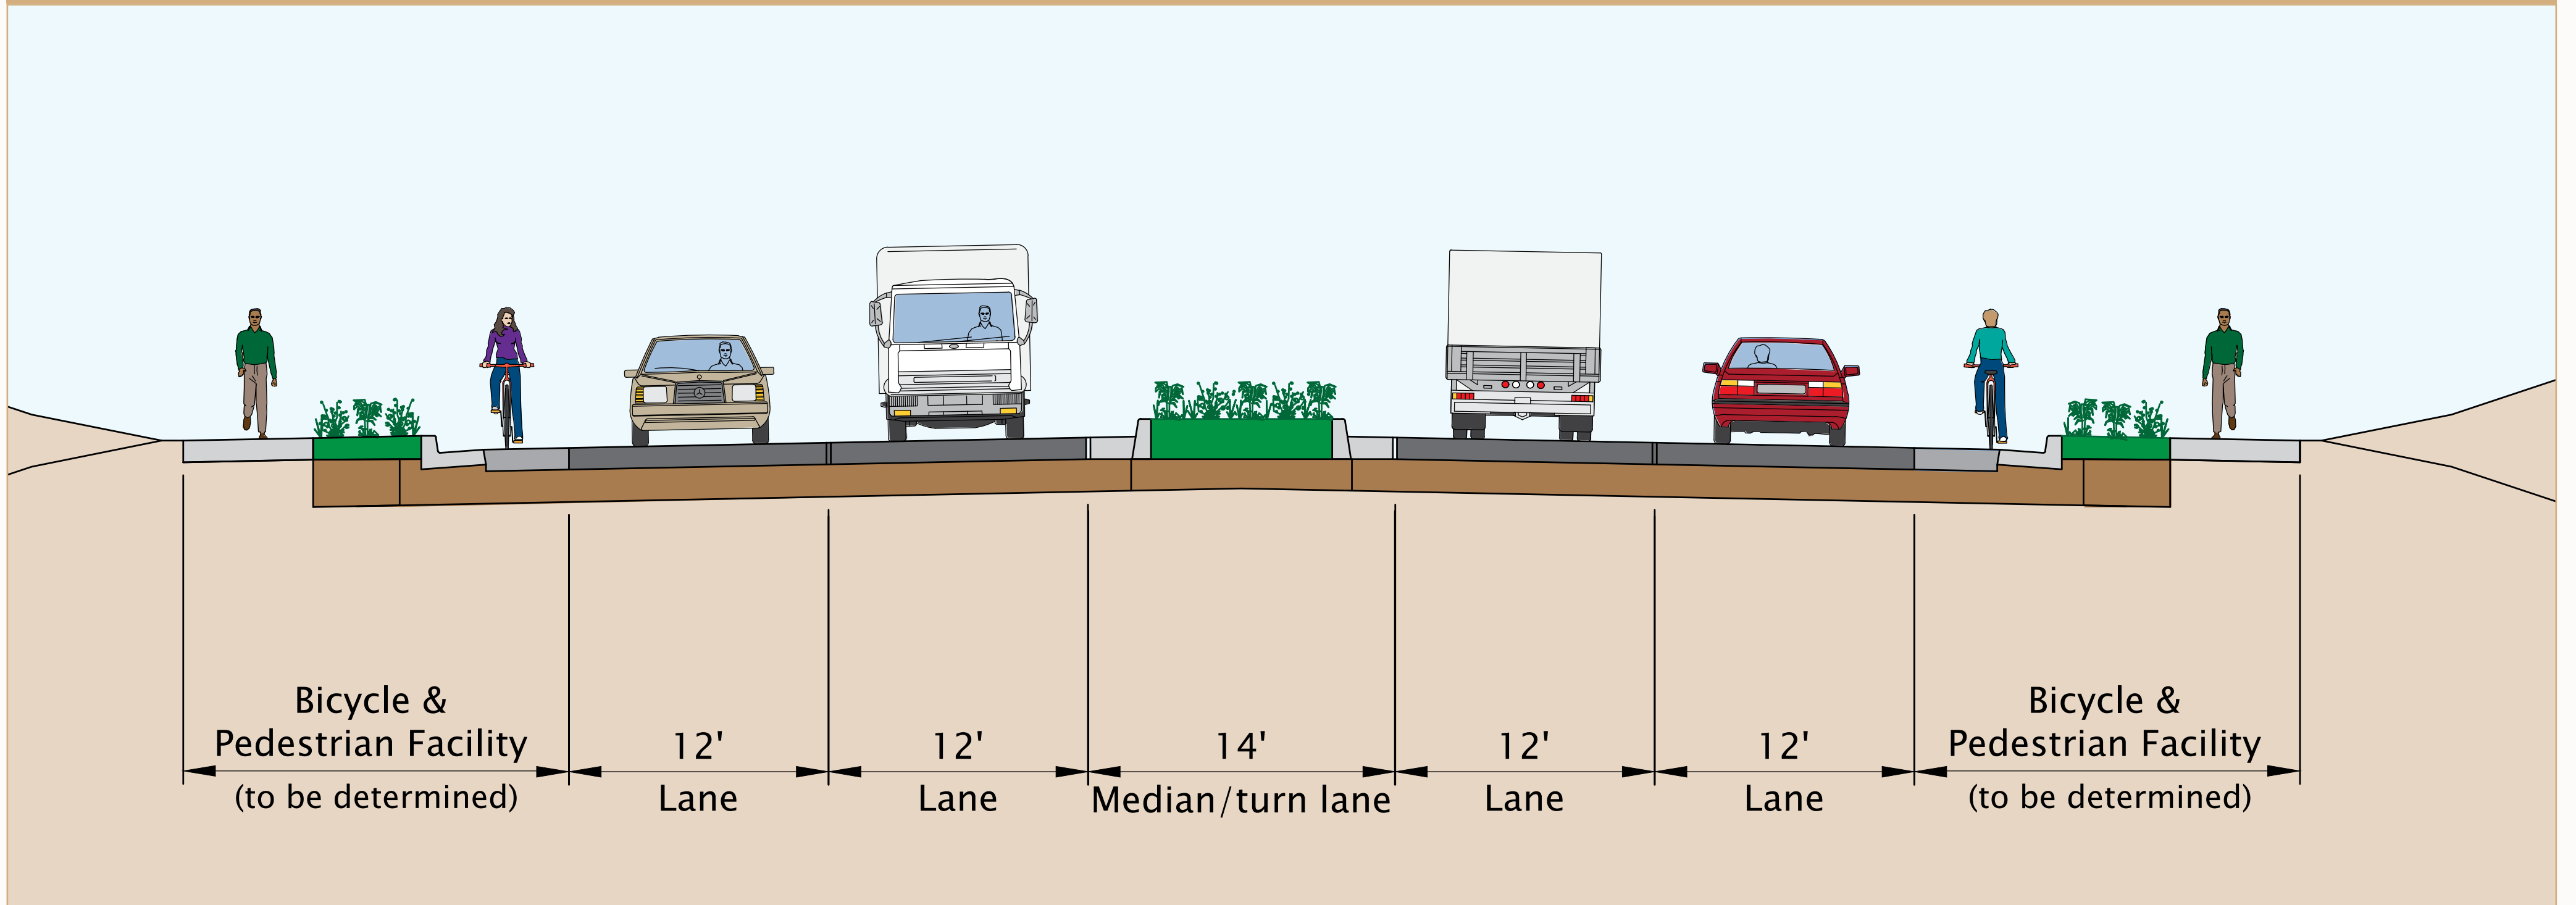 Bicycle &
Pedestrian Facility
(to be determined)
12'
Lane
12'
Lane
14'
Median/turn lane
12'
Lane
12'
Lane
Bicycle &
Pedestrian Facility
(to be determined)